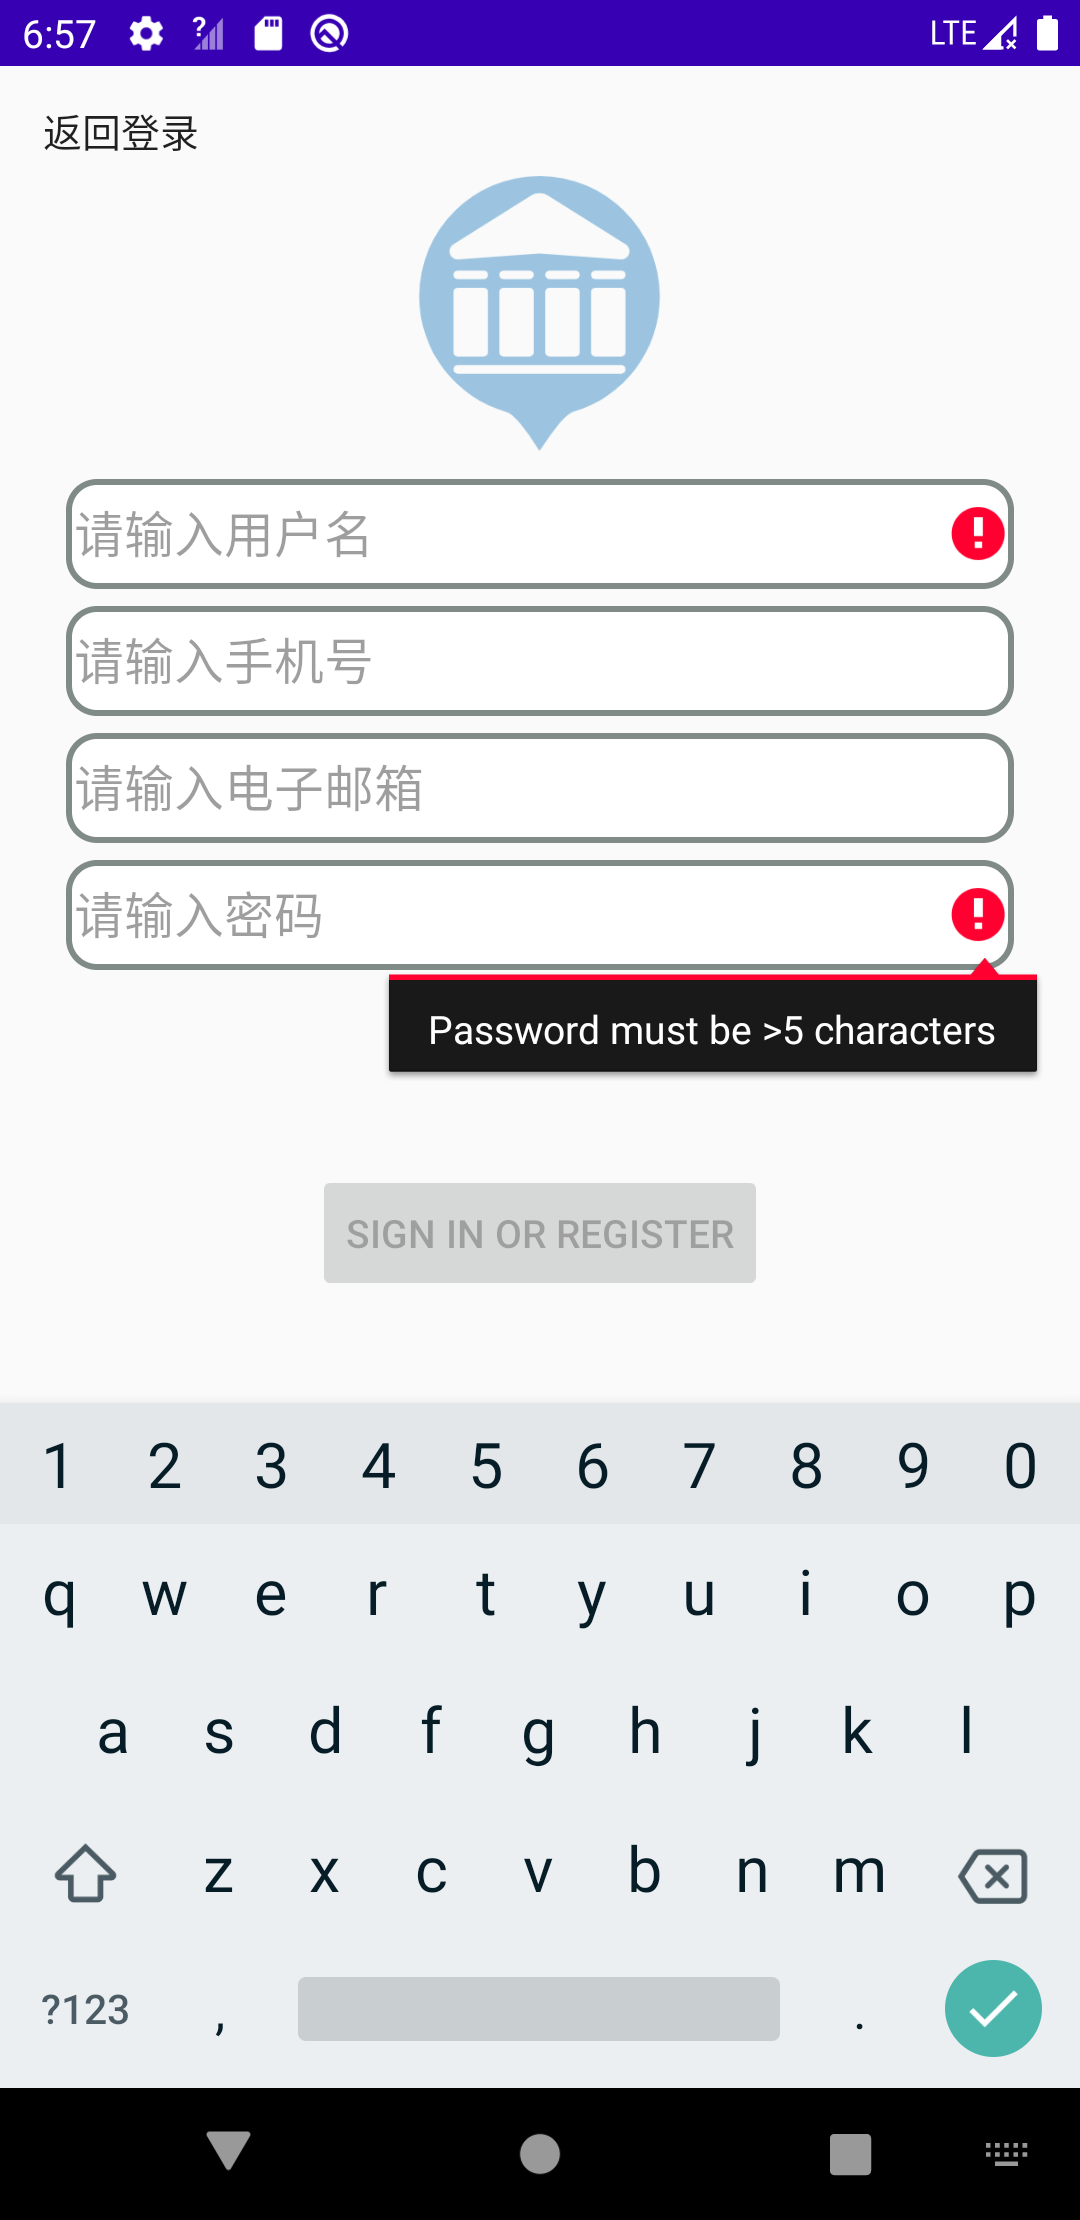 6:57
LTE
返回登录
请输入用户名
请输入手机号
请输入电子邮箱
请输入密码
Password must be >5 characters
SIGN IN OR REGISTER
1 2 3 4 5 6 7 8 9 0
q w e r t y u i o p
a s d f g h j k l
z x c v b n m
?123 , .